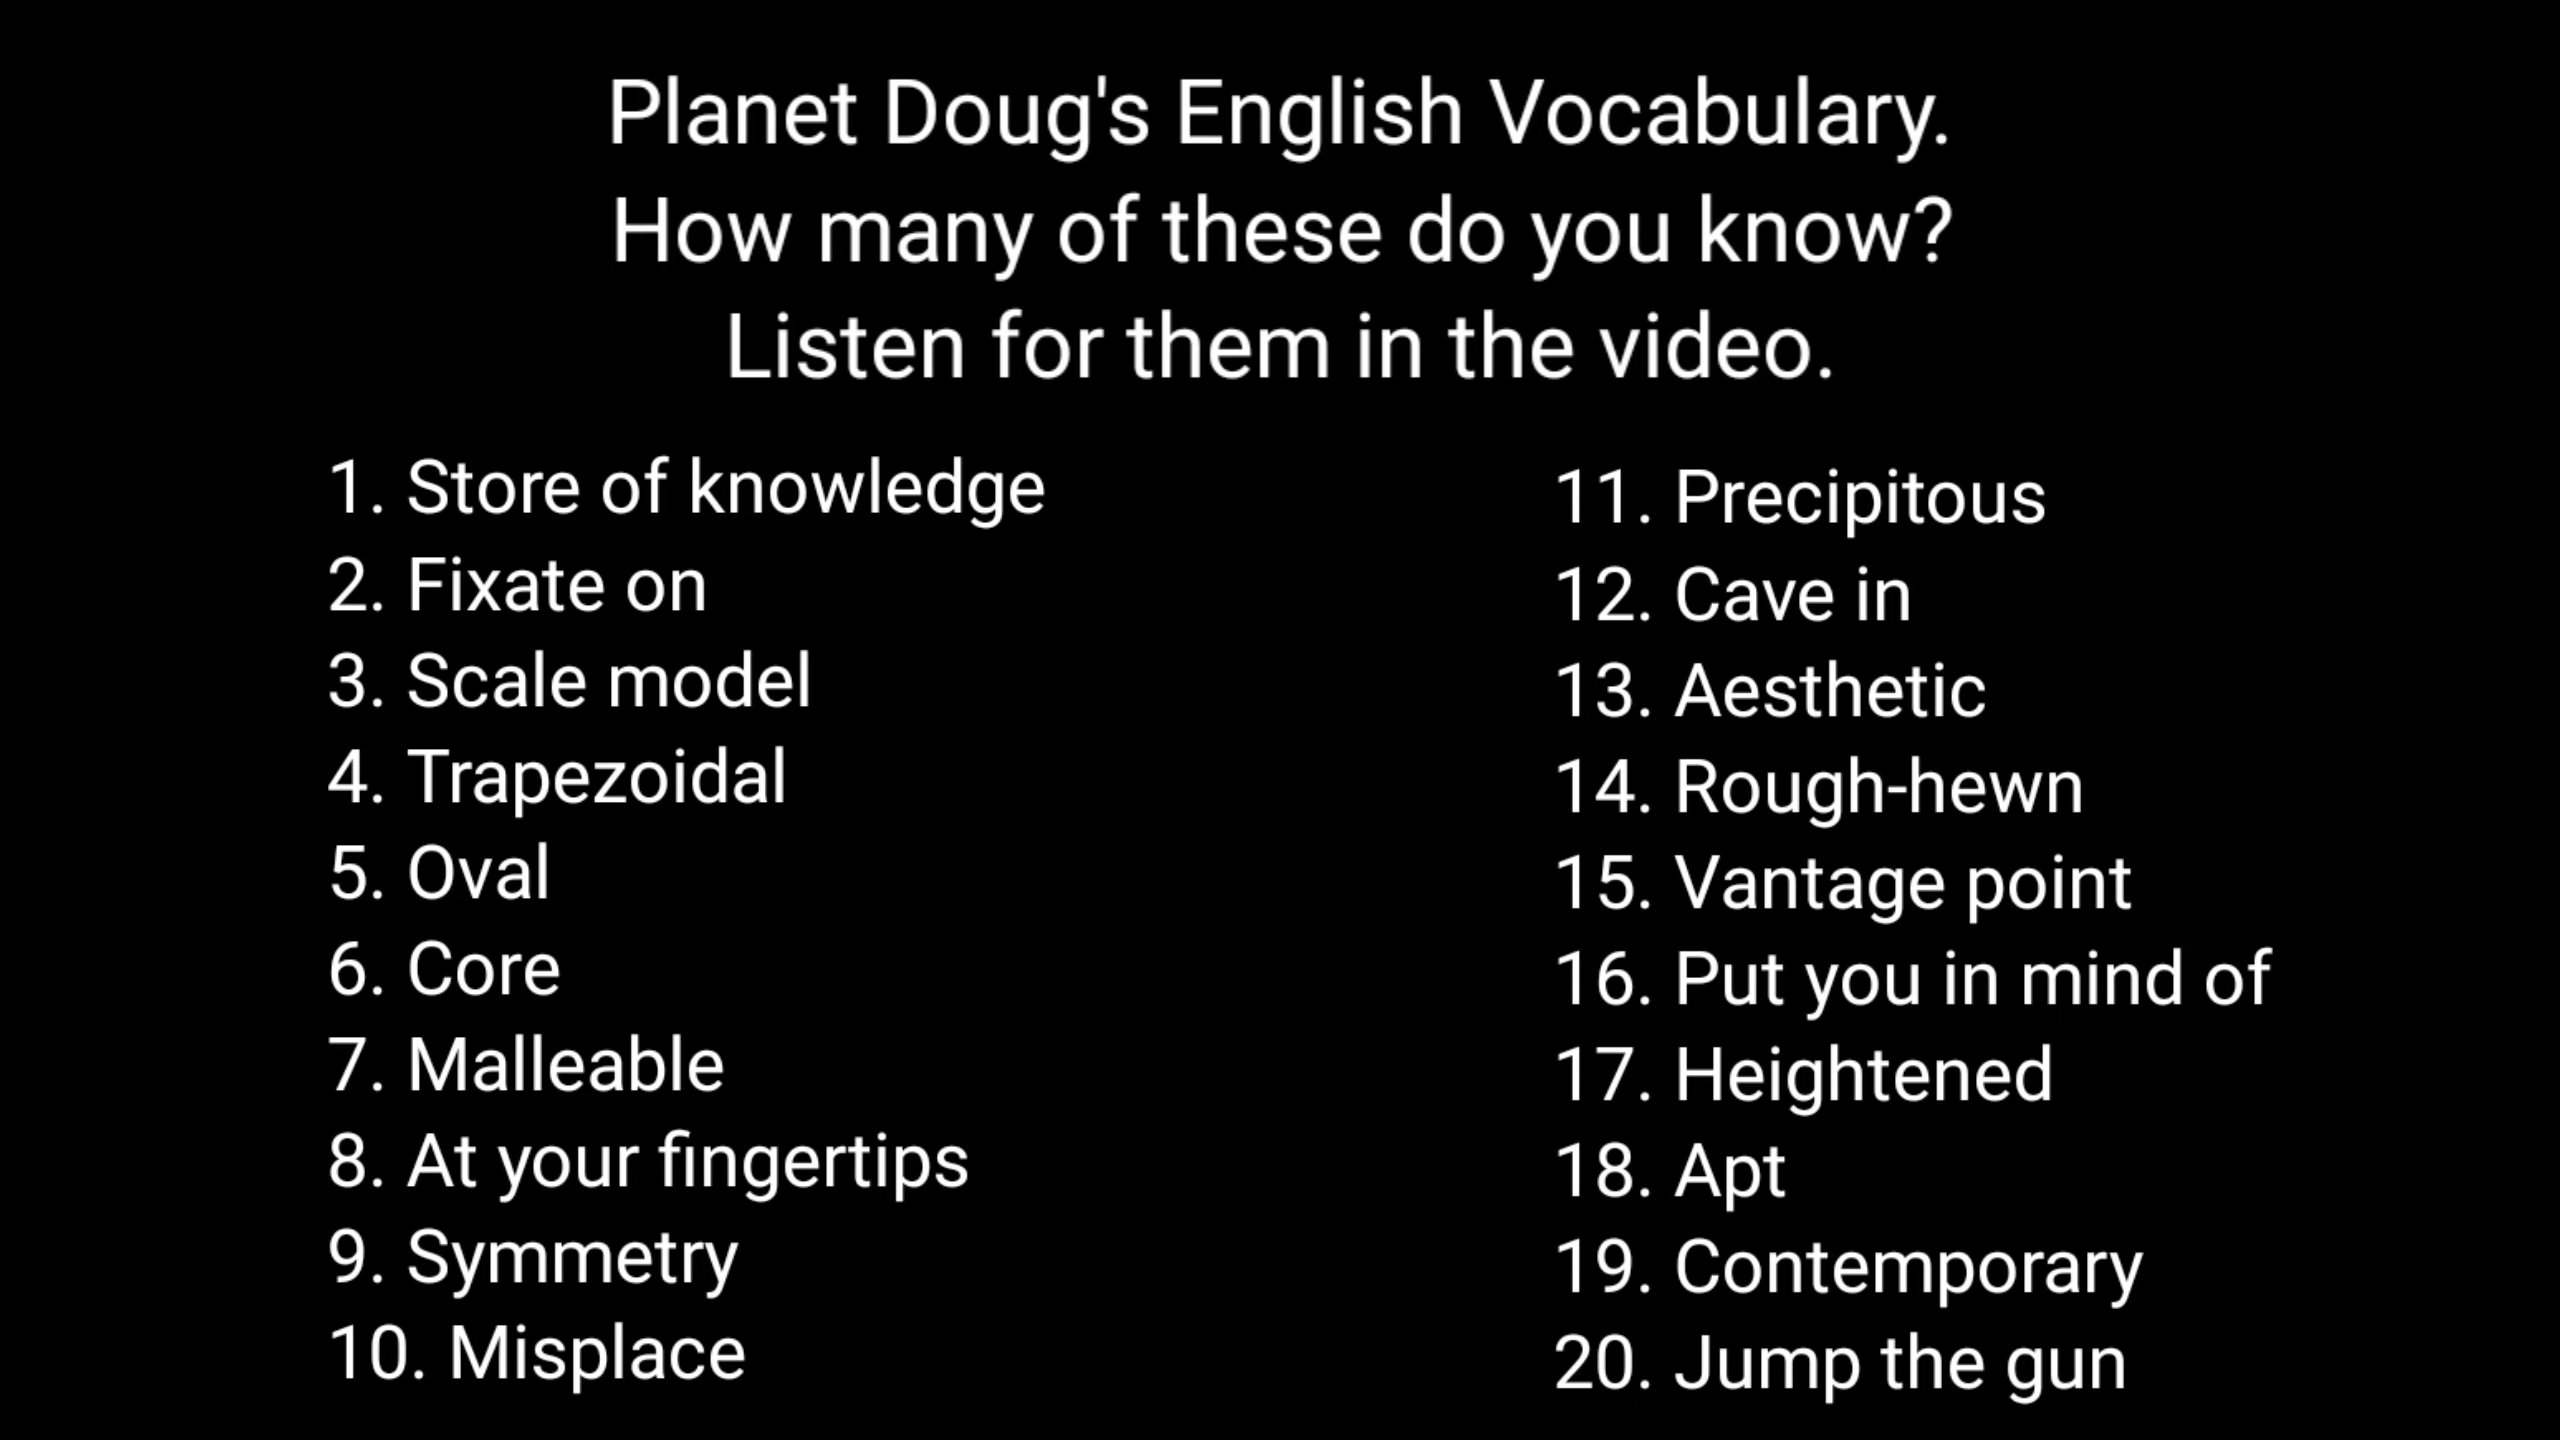 Planet Doug's English Vocabulary.
How many of these do you know?
Listen for them in the video.
1. Store of knowledge
2. Fixate on
3. Scale model
4. Trapezoidal
5. Oval
6. Core
7. Malleable
8. At your fingertips
9. Symmetry
10. Misplace
11. Precipitous
12. Cave in
13. Aesthetic
14. Rough-hewn
15. Vantage point
16. Put you in mind of
17. Heightened
18. Apt
19. Contemporary
20. Jump the gun